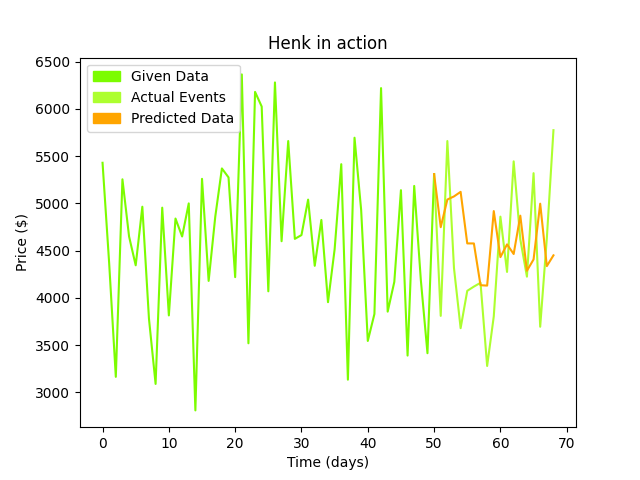 Henk in action
Given Data
Actual Events
Predicted Data
6500
6000
5500
5000
4500
4000
3500
3000
Price ($)
0 10 20 30 40 50 60 70
Time (days)